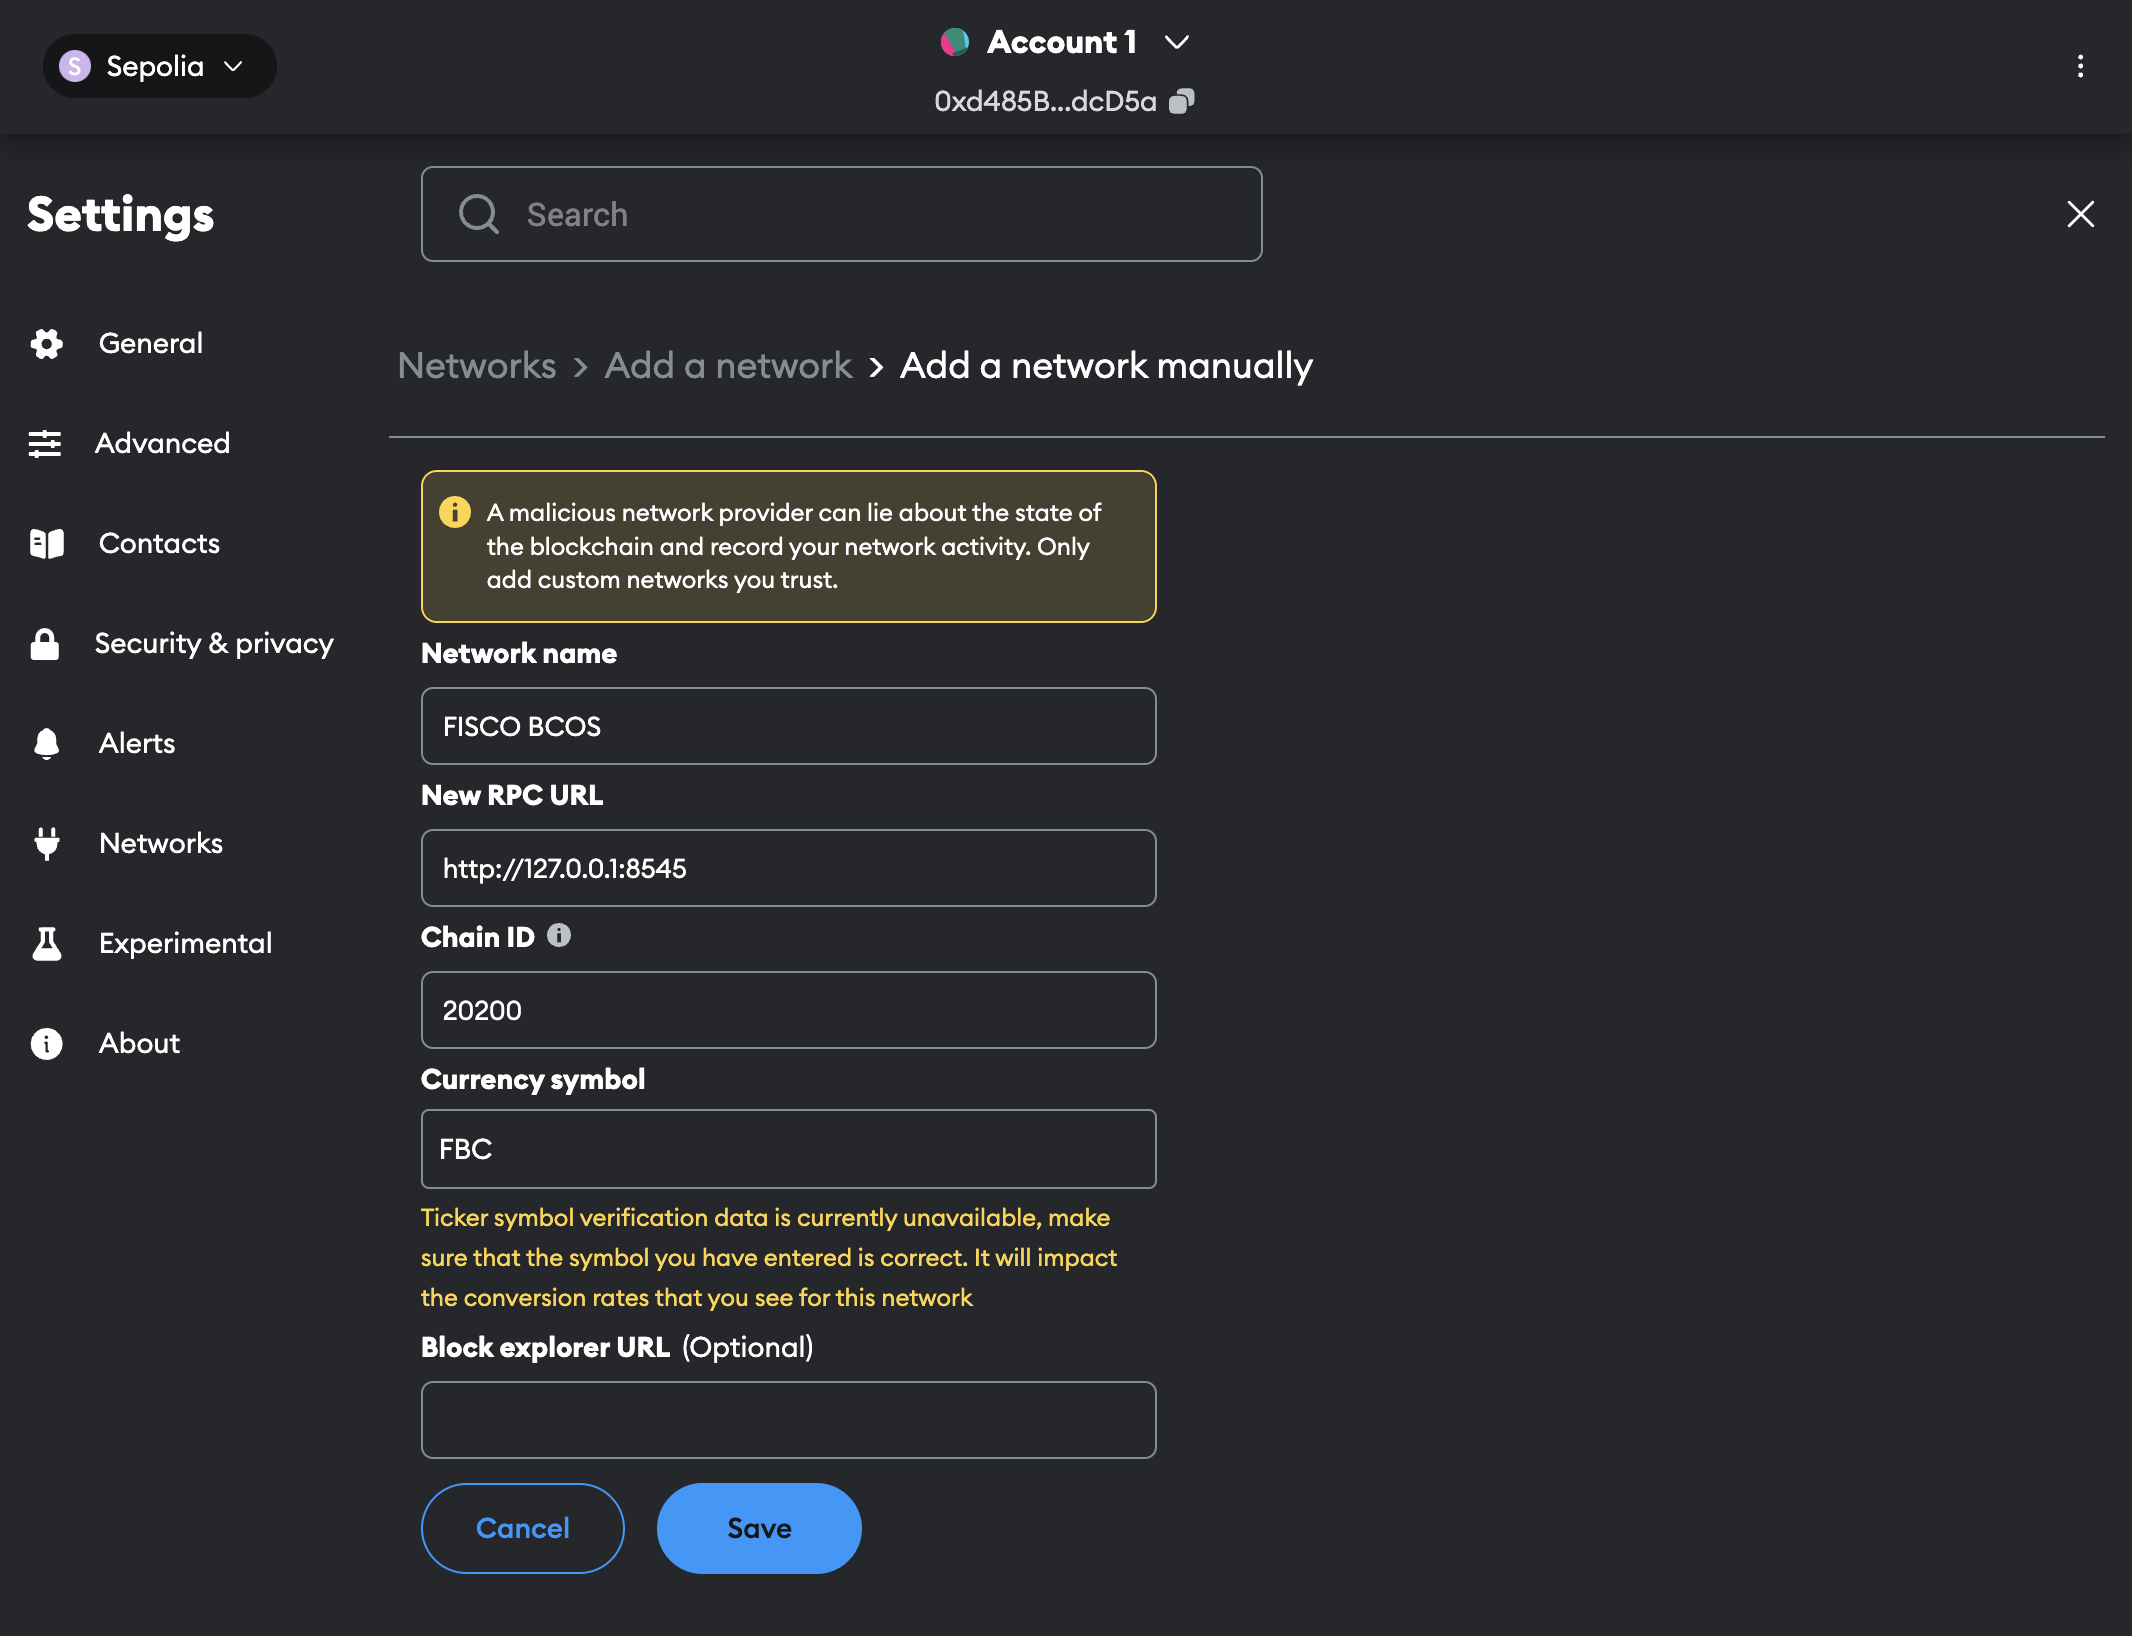 S Sepolia
Account 1
0xd485B...dcD5a
Settings
Search
General
Advanced
Contacts
Security & privacy
Alerts
Networks
Experimental
About
Networks > Add a network > Add a network manually
A malicious network provider can lie about the state of
the blockchain and record your network activity. Only
add custom networks you trust.
Network name
FISCO BCOS
New RPC URL
http://127.0.0.1:8545
Chain ID
20200
Currency symbol
FBC
Ticker symbol verification data is currently unavailable, make
sure that the symbol you have entered is correct. It will impact
the conversion rates that you see for this network
Block explorer URL (Optional)
Cancel
Save